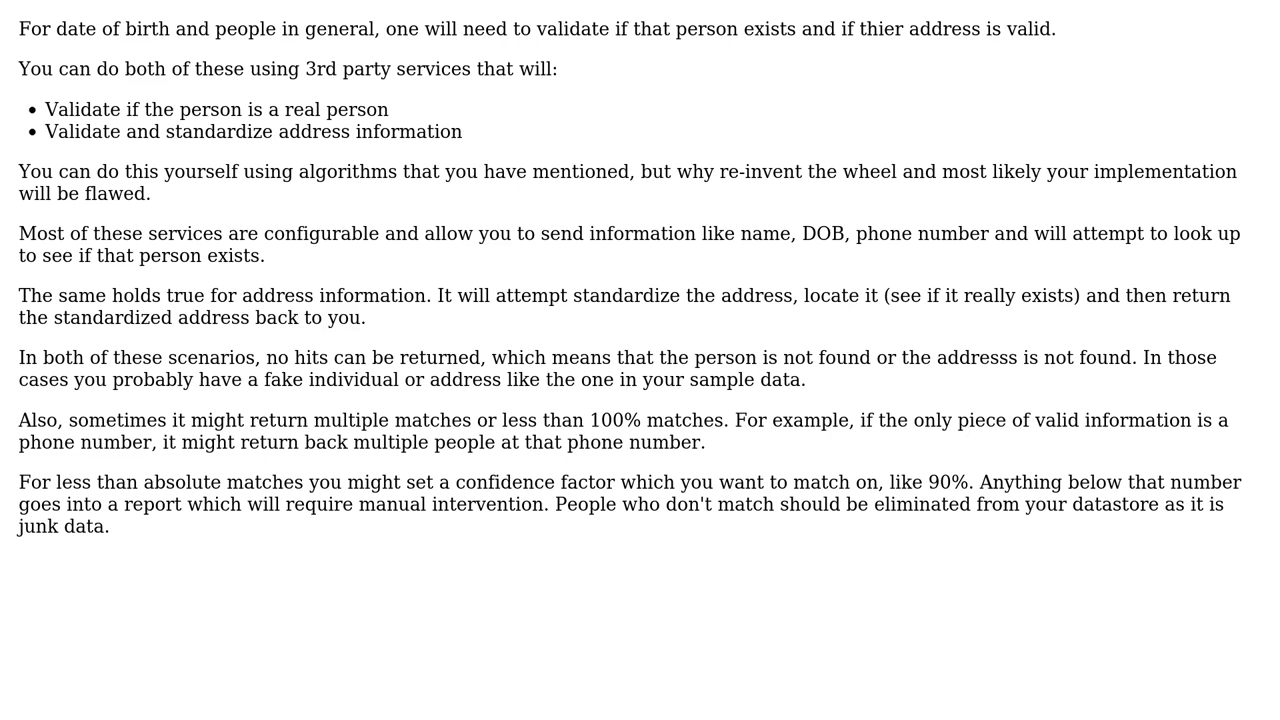 For date of birth and people in general, one will need to validate if that person exists and if thier address is valid.
You can do both of these using 3rd party services that will:
• Validate if the person is a real person
• Validate and standardize address information
You can do this yourself using algorithms that you have mentioned, but why re-invent the wheel and most likely your implementation
will be flawed.
Most of these services are configurable and allow you to send information like name, DOB, phone number and will attempt to look up
to see if that person exists.
The same holds true for address information. It will attempt standardize the address, locate it (see if it really exists) and then return
the standardized address back to you.
In both of these scenarios, no hits can be returned, which means that the person is not found or the addresss is not found. In those
cases you probably have a fake individual or address like the one in your sample data.
Also, sometimes it might return multiple matches or less than 100% matches. For example, if the only piece of valid information is a
phone number, it might return back multiple people at that phone number.
For less than absolute matches you might set a confidence factor which you want to match on, like 90%. Anything below that number
goes into a report which will require manual intervention. People who don't match should be eliminated from your datastore as it is
junk data.